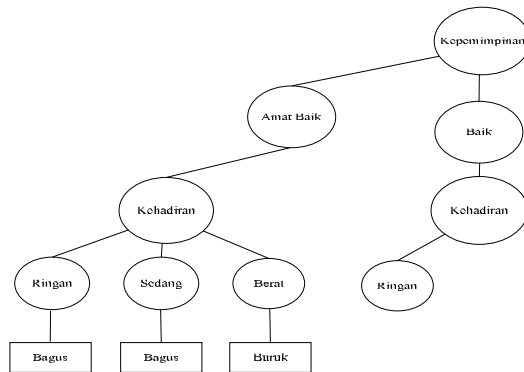 Kepemimpinan
Amat Baik
Baik
Kehadiran
Kehadiran
Ringan
Sedang
Berat
Ringan
Bagus
Bagus
Buruk